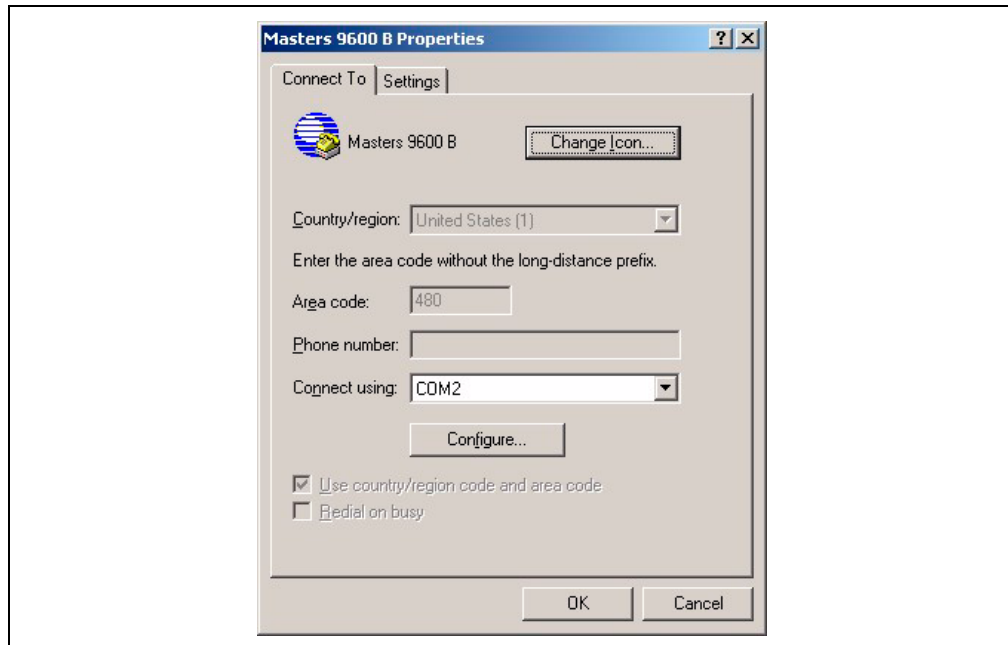 Masters 9600 B Properties
Connect To Settings
Masters 9600 B Change Icon...
Country/region: United States (1)
Enter the area code without the long-distance prefix.
Area code: 480
Phone number:
Connect using: COM2
Configure...
Use country/region code and area code
Redial on busy
OK Cancel